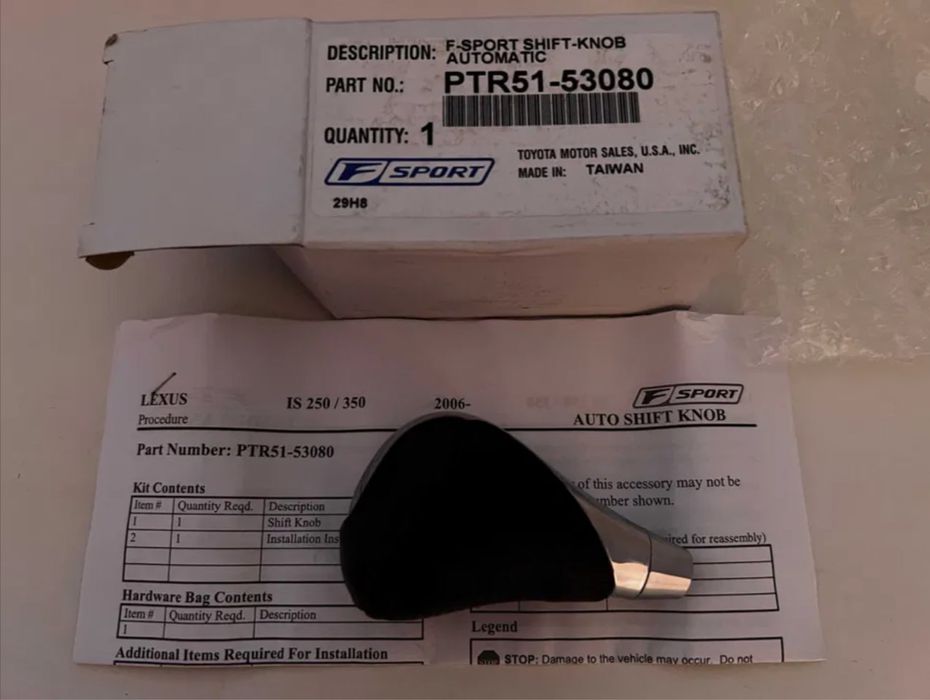 DESCRIPTION: F-SPORT SHIFT-KNOB
AUTOMATIC
PART NO.: PTR51-53080
QUANTITY: 1
TOYOTA MOTOR SALES, U.S.A., INC.
F SPORT
MADE IN: TAIWAN
29H8
LEXUS IS 250 / 350 2006- F SPORT
Procedure AUTO SHIFT KNOB
Part Number: PTR51-53080
of this accessory may not be
number shown.
Kit Contents
Item # Quantity Reqd. Description
1 1 Shift Knob
2 1 Installation Ins
ired for reassembly)
Hardware Bag Contents
Item # Quantity Reqd. Description
1
Legend
Additional Items Required For Installation
STOP: Damage to the vehicle may occur. Do not